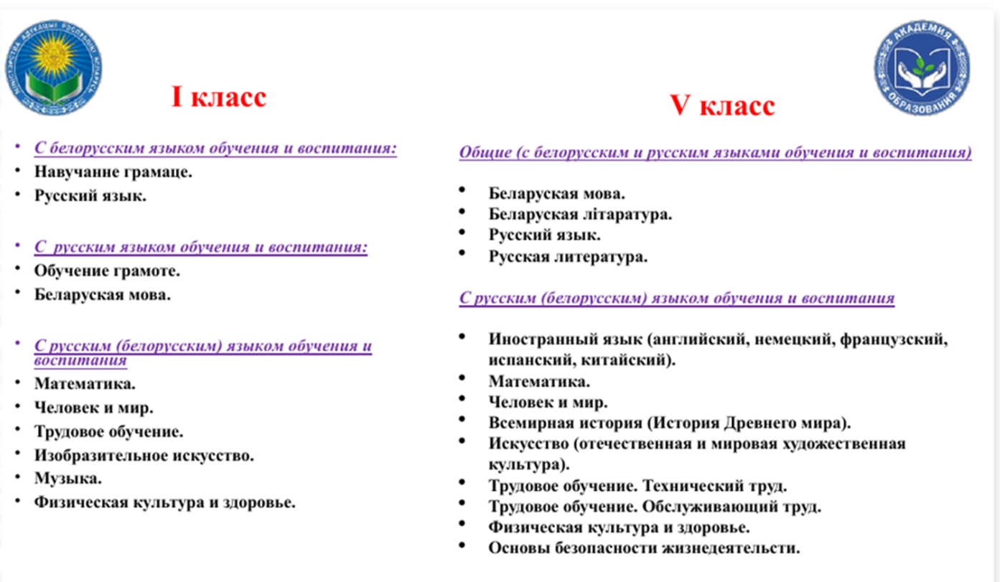 МІНІСТЭРСТВА АДУКАЦЫІ РЭСПУБЛІКІ БЕЛАРУСЬ
АКАДЕМИЯ ОБРАЗОВАНИЯ
I класс
• С белорусским языком обучения и воспитания:
• Навучанне грамаце.
• Русский язык.
• С русским языком обучения и воспитания:
• Обучение грамоте.
• Беларуская мова.
• С русским (белорусским) языком обучения и
воспитания
• Математика.
• Человек и мир.
• Трудовое обучение.
• Изобразительное искусство.
• Музыка.
• Физическая культура и здоровье.
V класс
Общие (с белорусским и русским языками обучения и воспитания)
• Беларуская мова.
• Беларуская літаратура.
• Русский язык.
• Русская литература.
С русским (белорусским) языком обучения и воспитания
• Иностранный язык (английский, немецкий, французский,
испанский, китайский).
• Математика.
• Человек и мир.
• Всемирная история (История Древнего мира).
• Искусство (отечественная и мировая художественная
культура).
• Трудовое обучение. Технический труд.
• Трудовое обучение. Обслуживающий труд.
• Физическая культура и здоровье.
• Основы безопасности жизнедеятельсти.